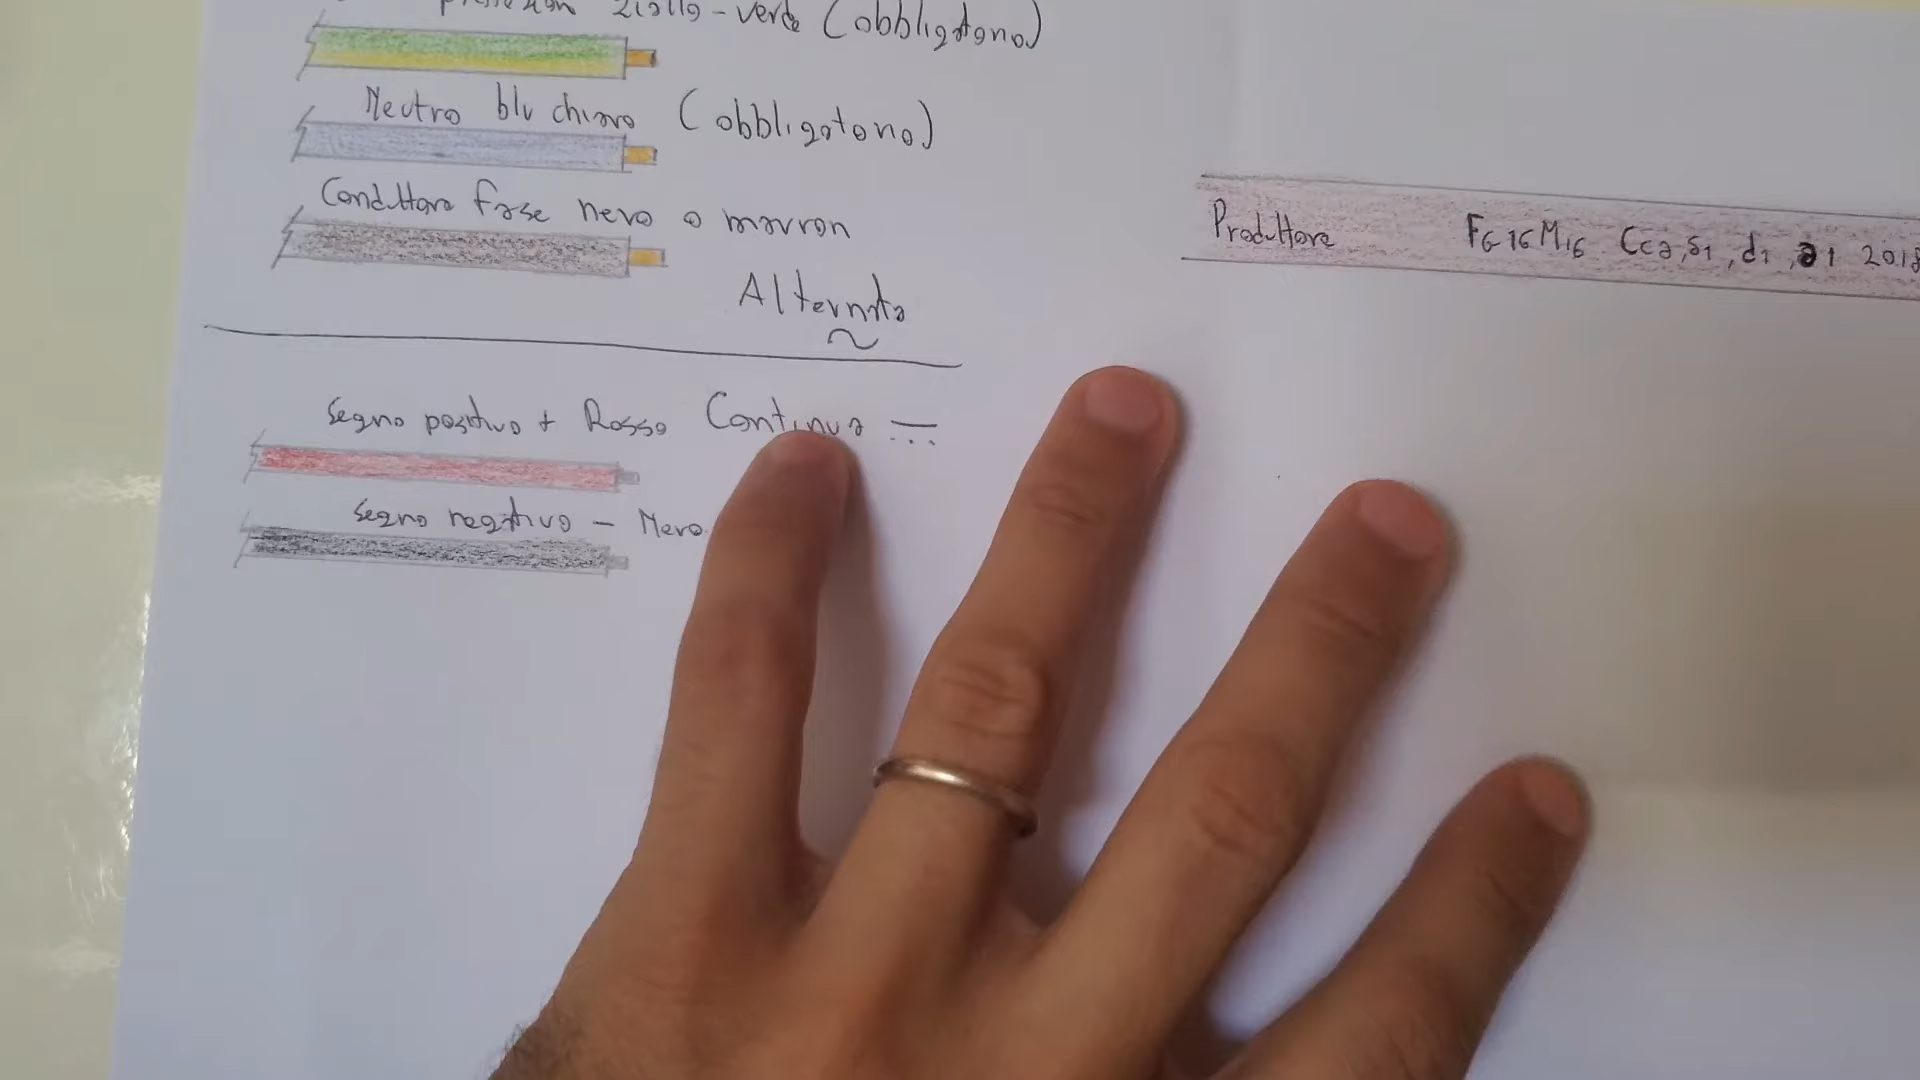 giallo-verde (obbligatorio)
Neutro blu chiaro (obbligatorio)
Conduttore fase nero o marron
Alternata
~
Segno positivo + Rosso Continua
Segno negativo - Nero
Produttore FG16M16 Cca,s1,d1,a1 2018